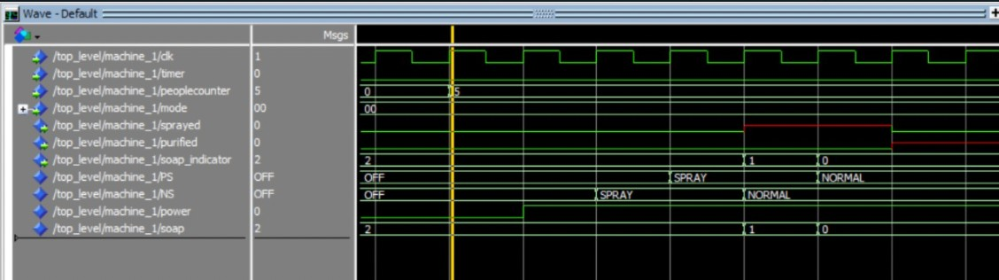 Wave - Default
Msgs
/top_level/machine_1/clk 1
/top_level/machine_1/timer 0
/top_level/machine_1/peoplecounter 5 0 5
/top_level/machine_1/mode 00 00
/top_level/machine_1/sprayed 0
/top_level/machine_1/purified 0
/top_level/machine_1/soap_indicator 2 2 1 0
/top_level/machine_1/PS OFF OFF SPRAY NORMAL
/top_level/machine_1/NS OFF OFF SPRAY NORMAL
/top_level/machine_1/power 0
/top_level/machine_1/soap 2 2 1 0